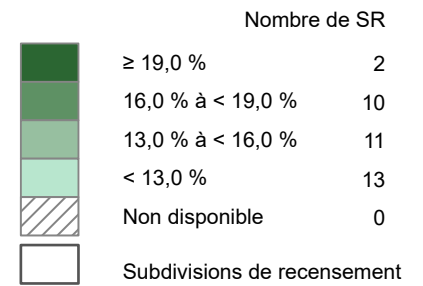 Nombre de SR
≥ 19,0 % 2
16,0 % à < 19,0 % 10
13,0 % à < 16,0 % 11
< 13,0 % 13
Non disponible 0
Subdivisions de recensement